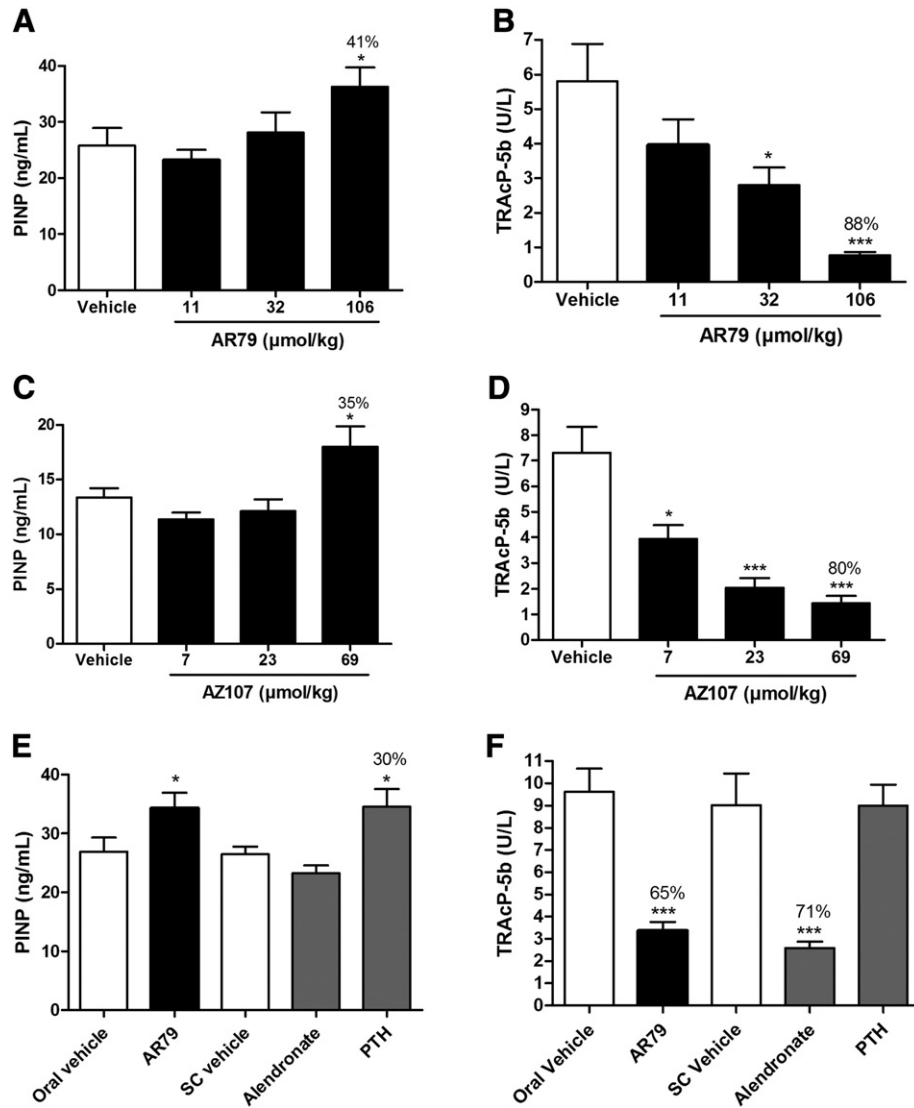 A
PINP (ng/mL)
40
30
20
10
0
41%
*
Vehicle
11
32
106
AR79 (µmol/kg)
B
TRAcP-5b (U/L)
7
6
5
4
3
2
1
0
*
88%
***
Vehicle
11
32
106
AR79 (µmol/kg)
C
PINP (ng/mL)
20
15
10
5
0
35%
*
Vehicle
7
23
69
AZ107 (µmol/kg)
D
TRAcP-5b (U/L)
9
8
7
6
5
4
3
2
1
0
*
***
80%
***
Vehicle
7
23
69
AZ107 (µmol/kg)
E
PINP (ng/mL)
40
30
20
10
0
*
30%
*
Oral vehicle
AR79
SC vehicle
Alendronate
PTH
F
TRAcP-5b (U/L)
11
10
9
8
7
6
5
4
3
2
1
0
65%
***
71%
***
Oral Vehicle
AR79
SC Vehicle
Alendronate
PTH